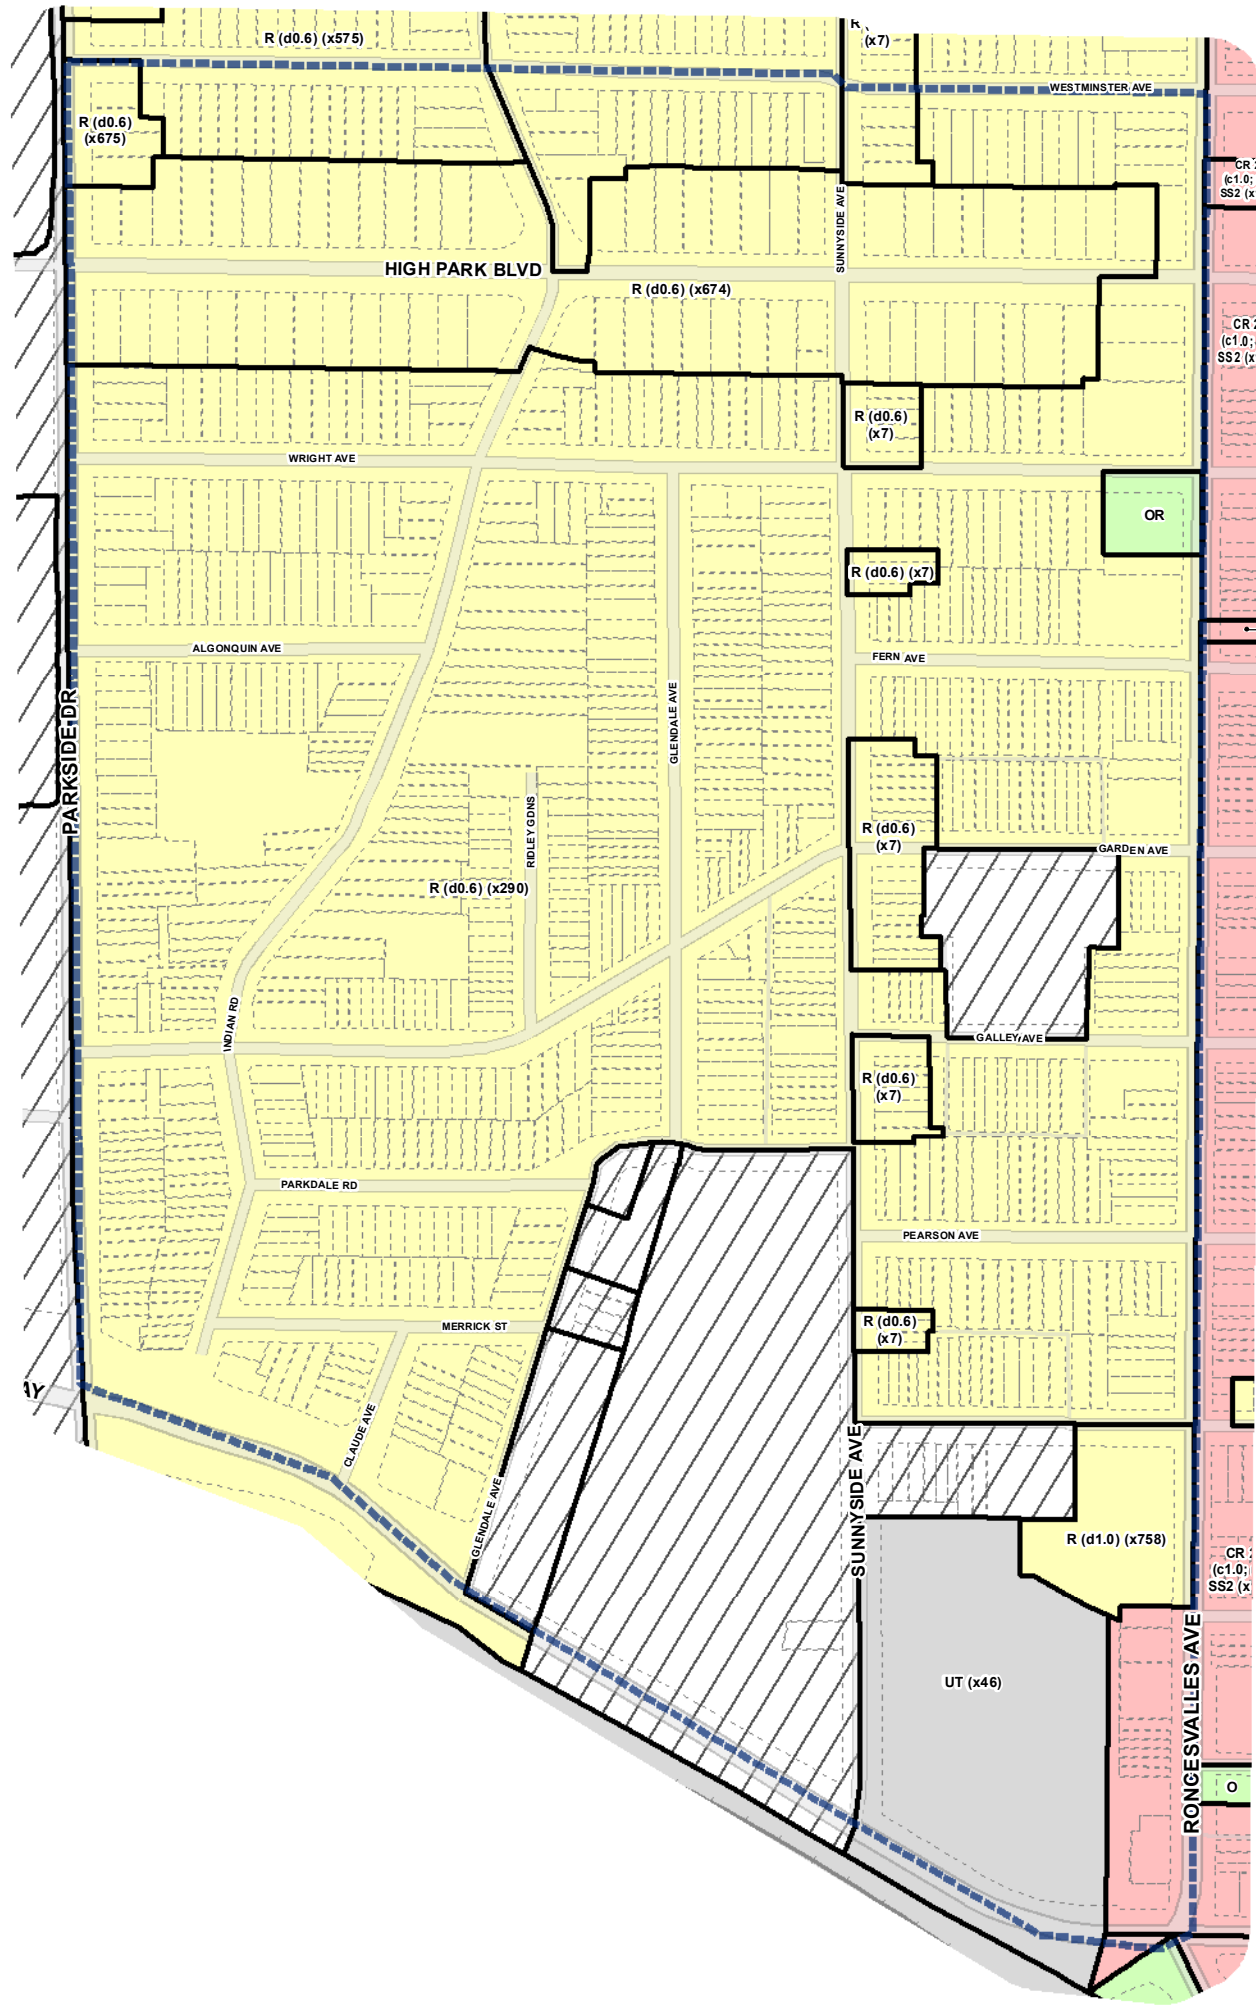 R
(x7)
R (d0.6) (x575)
WESTMINSTER AVE
R (d0.6)
(x675)
CR
(c1.0;
SS2 (x
SUNNYSIDE AVE
HIGH PARK BLVD
R (d0.6) (x674)
CR 2
(c1.0;
SS2 (x
R (d0.6)
(x7)
WRIGHT AVE
OR
R (d0.6) (x7)
ALGONQUIN AVE
FERN AVE
PARKSIDE DR
GLENDALE AVE
RIDLEY GDNS
R (d0.6)
(x7)
GARDEN AVE
R (d0.6) (x290)
INDIAN RD
GALLEY AVE
R (d0.6)
(x7)
PARKDALE RD
PEARSON AVE
MERRICK ST
R (d0.6)
(x7)
AY
CLAUDE AVE
GLENDALE AVE
SUNNYSIDE AVE
R (d1.0) (x758)
CR
(c1.0;
SS2 (x
UT (x46)
RONCESVALLES AVE
O